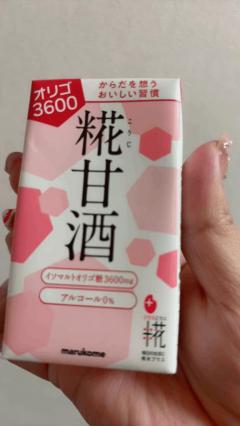 オリゴ
3600
からだを想う
おいしい習慣
こうじ
糀甘酒
イソマルトオリゴ糖3600mg
アルコール0%
marukome
糀